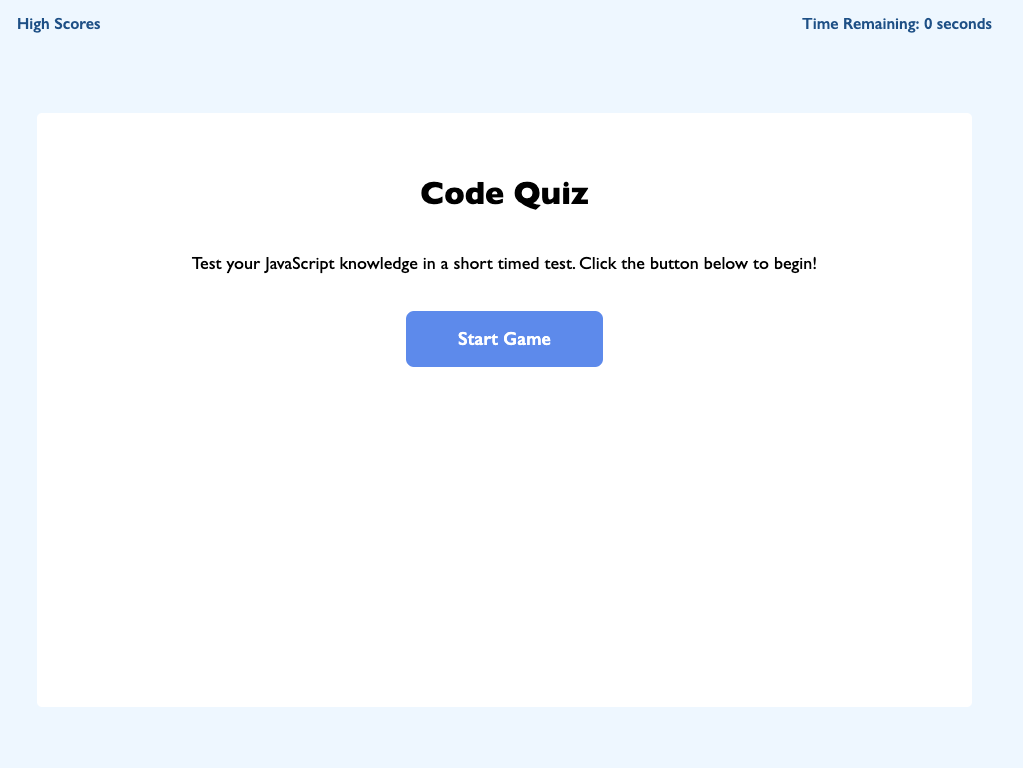 High Scores
Time Remaining: 0 seconds
Code Quiz
Test your JavaScript knowledge in a short timed test. Click the button below to begin!
Start Game